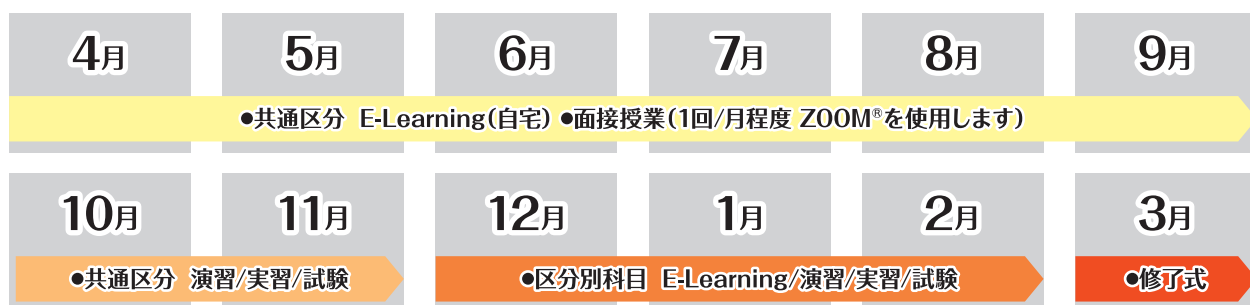 4月 5月 6月 7月 8月 9月
●共通区分 E-Learning(自宅) ●面接授業(1回/月程度 ZOOM®を使用します)
10月 11月 12月 1月 2月 3月
●共通区分 演習/実習/試験 ●区分別科目 E-Learning/演習/実習/試験 ●修了式